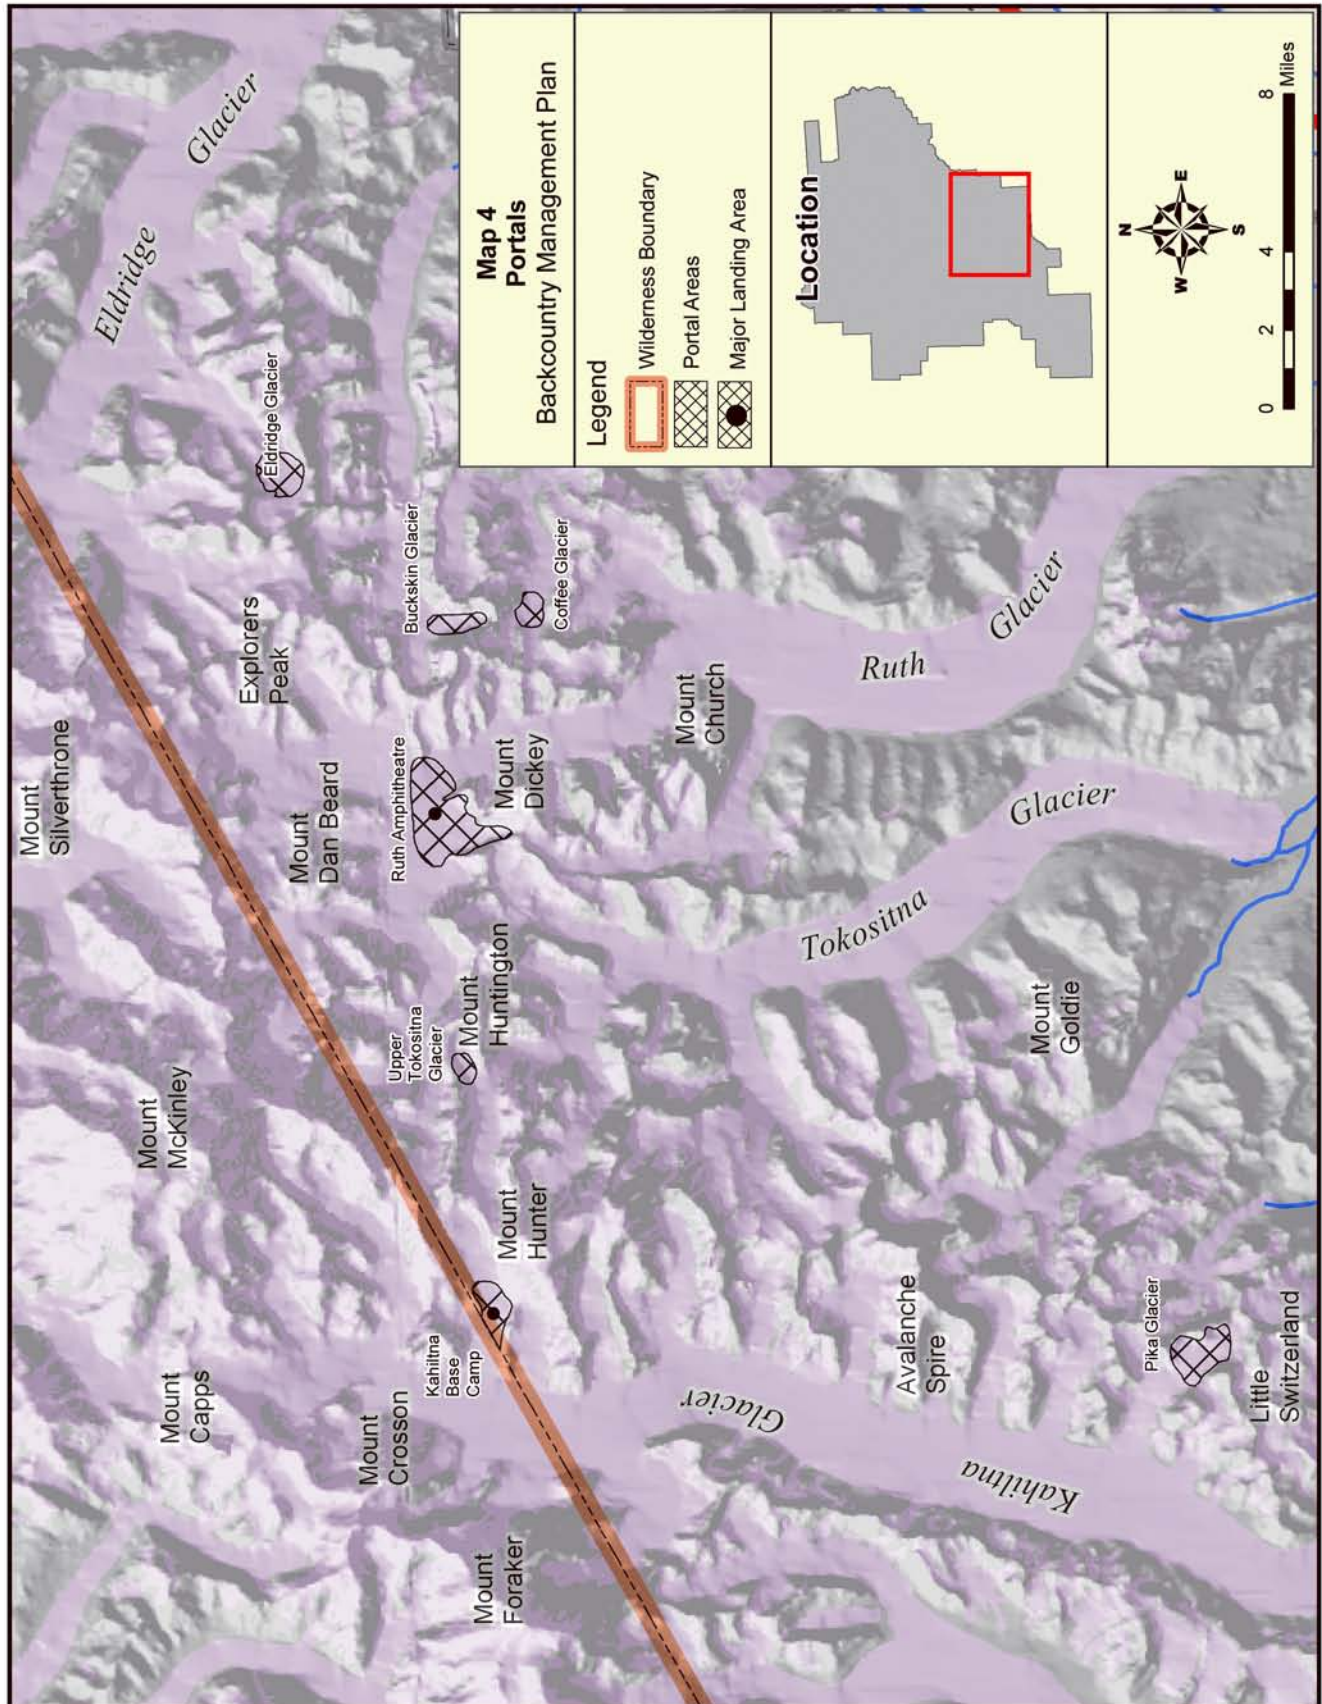 Map 4
Portals
Backcountry Management Plan
Legend
Wilderness Boundary
Portal Areas
Major Landing Area
Location
N
W
E
S
0
2
4
8
Miles
Eldridge
Glacier
Eldridge Glacier
Mount
Silverthrone
Explorers
Peak
Buckskin Glacier
Coffee Glacier
Mount
Dan Beard
Ruth Amphitheatre
Mount
Dickey
Mount
Church
Ruth
Glacier
Mount
McKinley
Upper
Tokositna
Glacier
Mount
Huntington
Tokositna
Glacier
Mount
Goldie
Mount
Capps
Mount
Crosson
Kahiltna
Base
Camp
Mount
Hunter
Mount
Foraker
Glacier
Kahiltna
Avalanche
Spire
Pika Glacier
Little
Switzerland